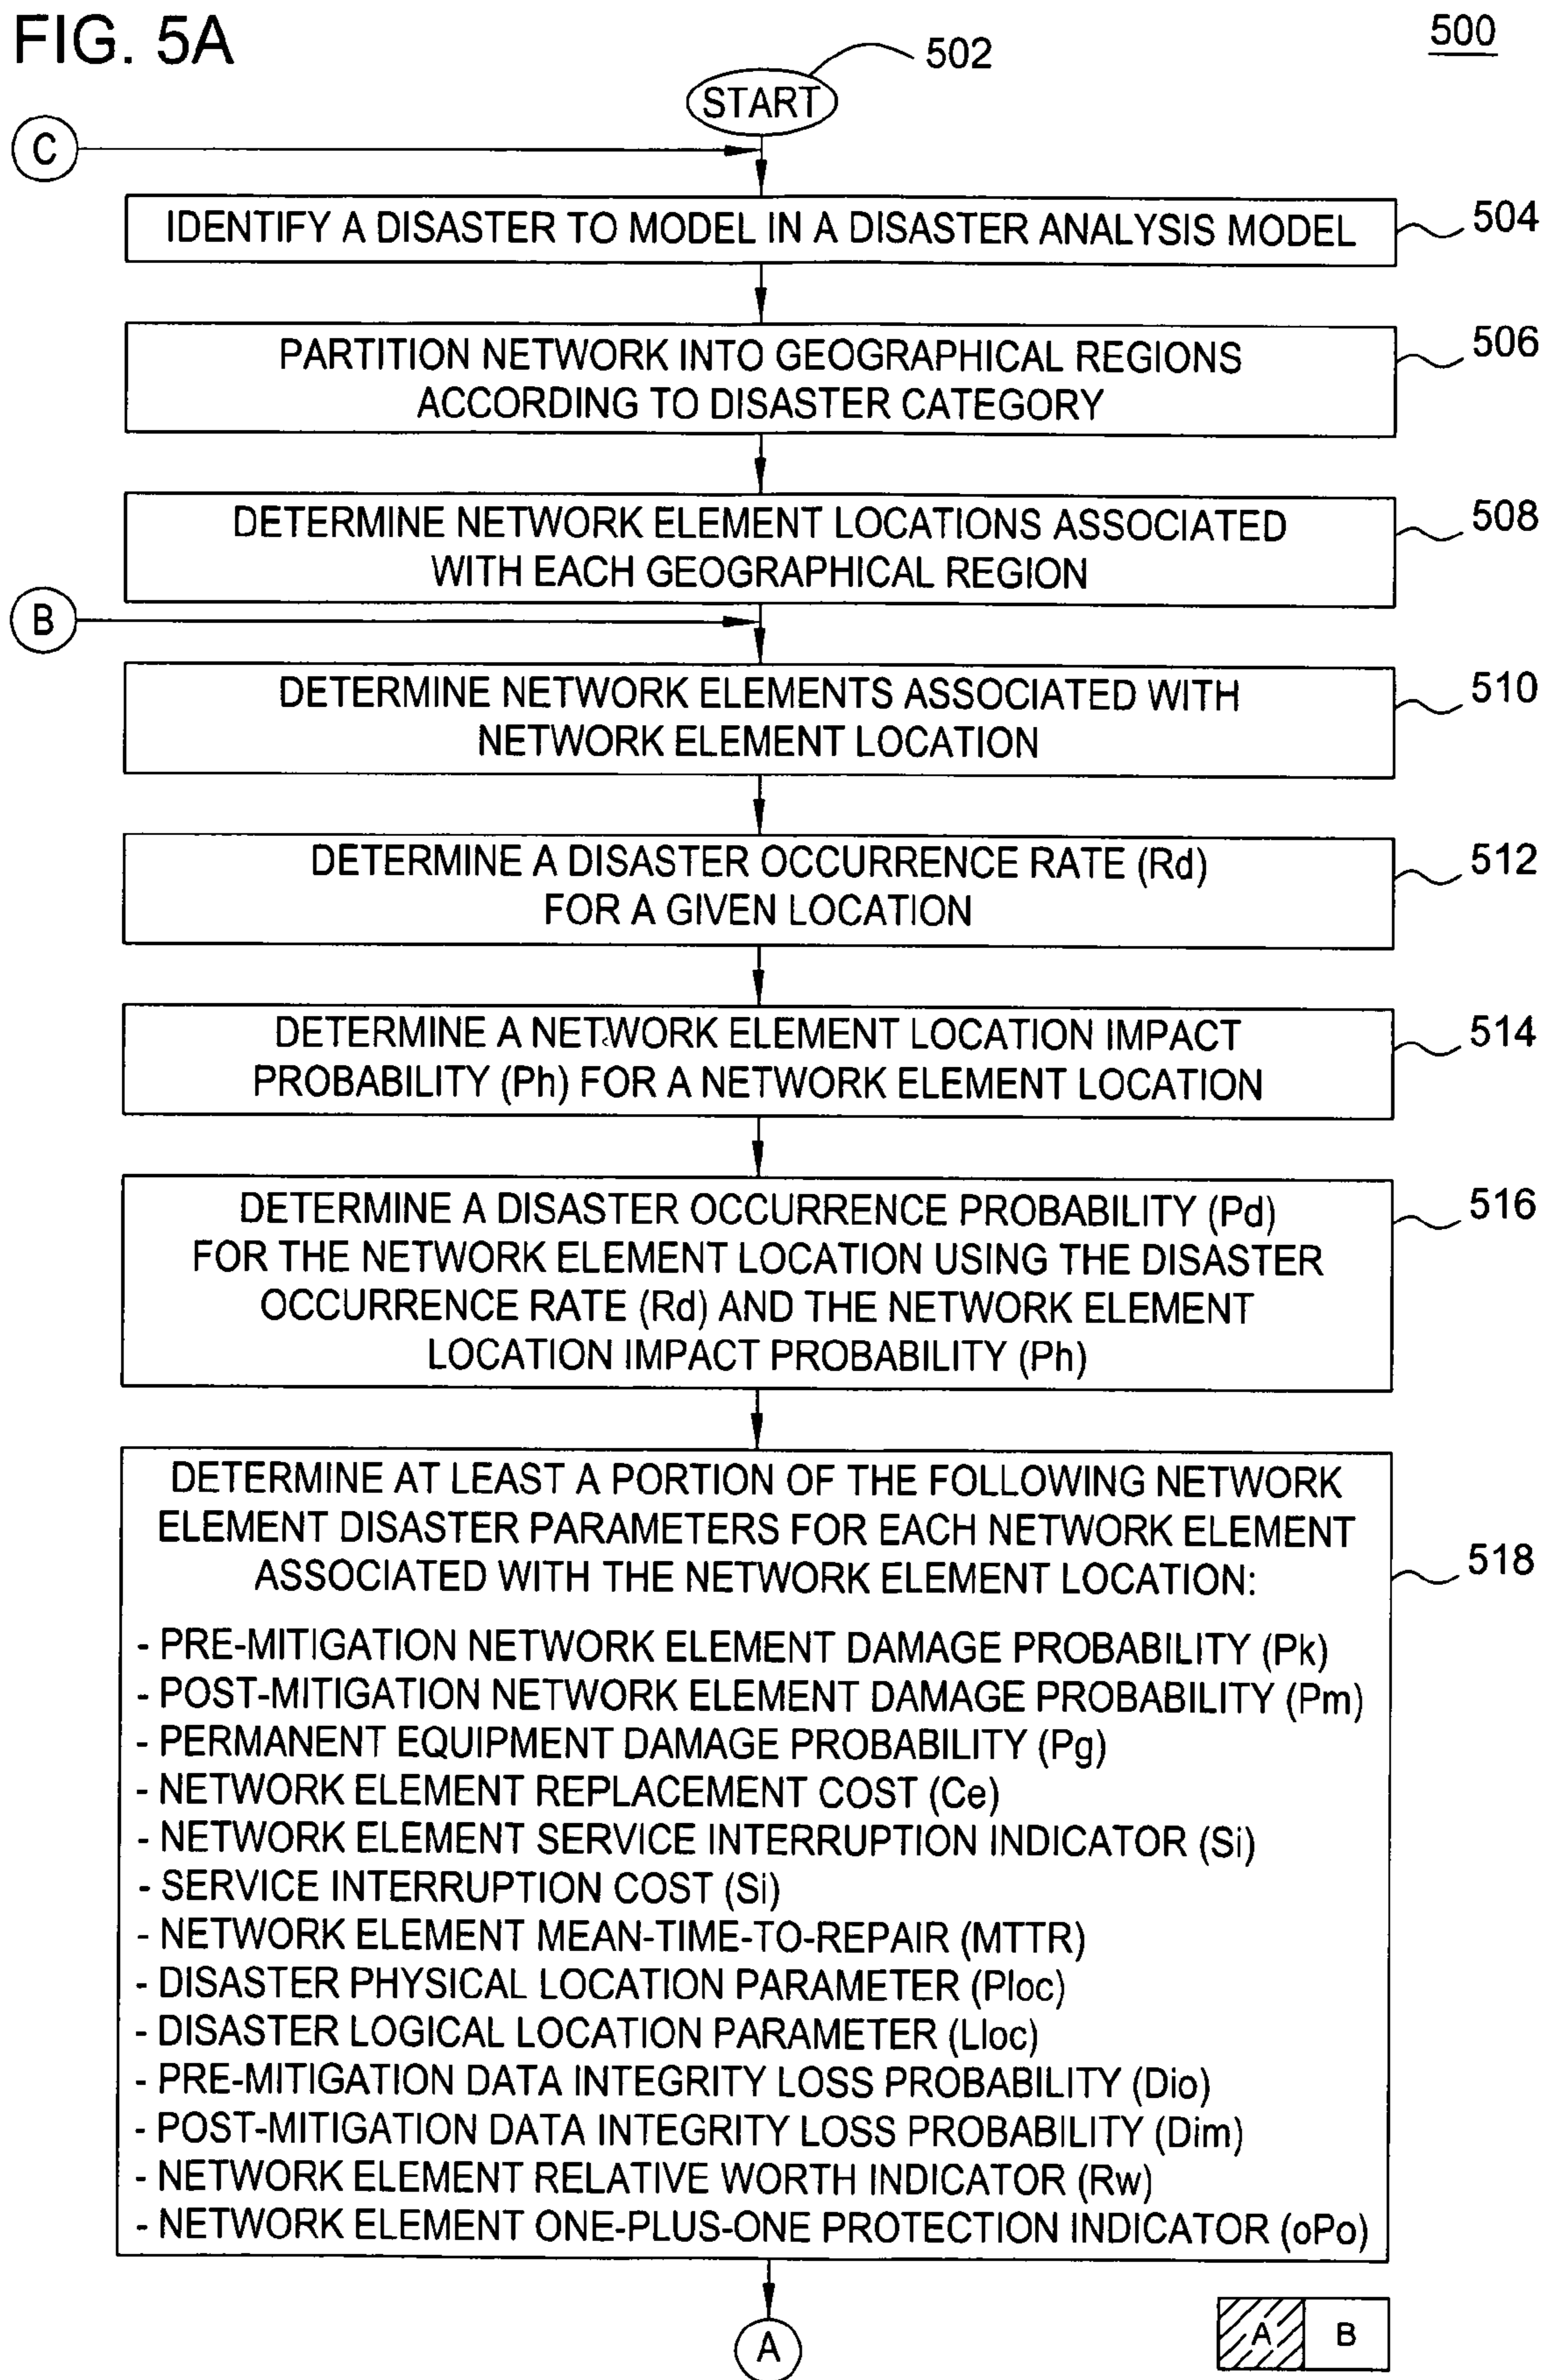 FIG. 5A
500
502
START
C
IDENTIFY A DISASTER TO MODEL IN A DISASTER ANALYSIS MODEL
504
PARTITION NETWORK INTO GEOGRAPHICAL REGIONS
ACCORDING TO DISASTER CATEGORY
506
DETERMINE NETWORK ELEMENT LOCATIONS ASSOCIATED
WITH EACH GEOGRAPHICAL REGION
508
B
DETERMINE NETWORK ELEMENTS ASSOCIATED WITH
NETWORK ELEMENT LOCATION
510
DETERMINE A DISASTER OCCURRENCE RATE (Rd)
FOR A GIVEN LOCATION
512
DETERMINE A NETWORK ELEMENT LOCATION IMPACT
PROBABILITY (Ph) FOR A NETWORK ELEMENT LOCATION
514
DETERMINE A DISASTER OCCURRENCE PROBABILITY (Pd)
FOR THE NETWORK ELEMENT LOCATION USING THE DISASTER
OCCURRENCE RATE (Rd) AND THE NETWORK ELEMENT
LOCATION IMPACT PROBABILITY (Ph)
516
DETERMINE AT LEAST A PORTION OF THE FOLLOWING NETWORK
ELEMENT DISASTER PARAMETERS FOR EACH NETWORK ELEMENT
ASSOCIATED WITH THE NETWORK ELEMENT LOCATION:
518
- PRE-MITIGATION NETWORK ELEMENT DAMAGE PROBABILITY (Pk)
- POST-MITIGATION NETWORK ELEMENT DAMAGE PROBABILITY (Pm)
- PERMANENT EQUIPMENT DAMAGE PROBABILITY (Pg)
- NETWORK ELEMENT REPLACEMENT COST (Ce)
- NETWORK ELEMENT SERVICE INTERRUPTION INDICATOR (Si)
- SERVICE INTERRUPTION COST (Si)
- NETWORK ELEMENT MEAN-TIME-TO-REPAIR (MTTR)
- DISASTER PHYSICAL LOCATION PARAMETER (Ploc)
- DISASTER LOGICAL LOCATION PARAMETER (Lloc)
- PRE-MITIGATION DATA INTEGRITY LOSS PROBABILITY (Dio)
- POST-MITIGATION DATA INTEGRITY LOSS PROBABILITY (Dim)
- NETWORK ELEMENT RELATIVE WORTH INDICATOR (Rw)
- NETWORK ELEMENT ONE-PLUS-ONE PROTECTION INDICATOR (oPo)
A
A B